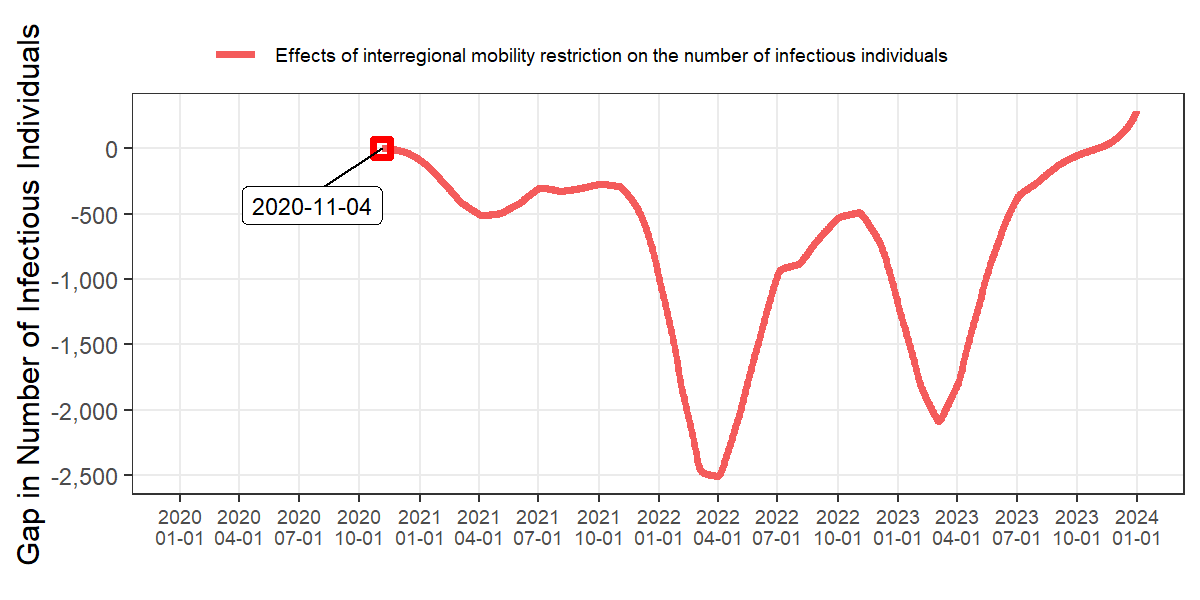 Effects of interregional mobility restriction on the number of infectious individuals
Gap in Number of Infectious Individuals
0
-500
-1,000
-1,500
-2,000
-2,500
2020-11-04
2020 2020 2020 2020 2021 2021 2021 2021 2022 2022 2022 2022 2023 2023 2023 2023 2024
01-01 04-01 07-01 10-01 01-01 04-01 07-01 10-01 01-01 04-01 07-01 10-01 01-01 04-01 07-01 10-01 01-01